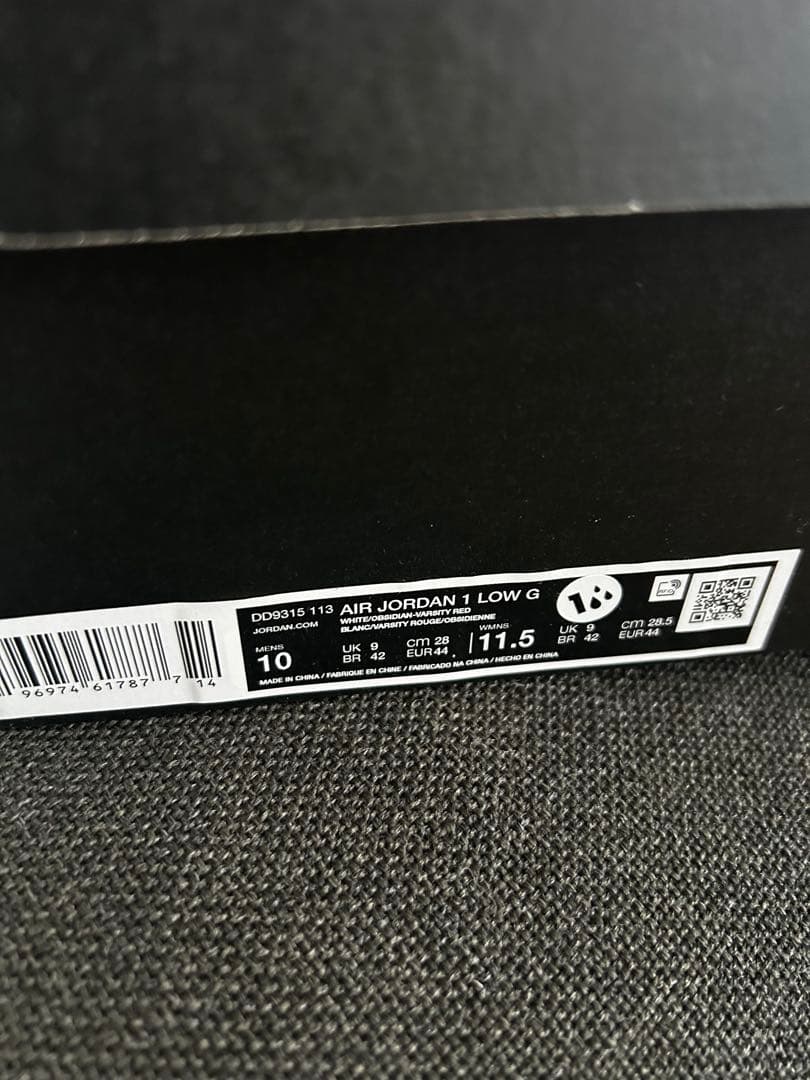 DD9315 113 AIR JORDAN 1 LOW G
JORDAN.COM
WHITE/OBSIDIAN-VARSITY RED
BLANC/VARSITY ROUGE/OBSIDIENNE
MENS
10
UK 9
BR 42
CM 28
EUR 44
WMNS
11.5
UK 9
BR 42
CM 28.5
EUR 44
MADE IN CHINA / FABRIQUE EN CHINE / FABRICADO NA CHINA / HECHO EN CHINA
96974 61787 7 14